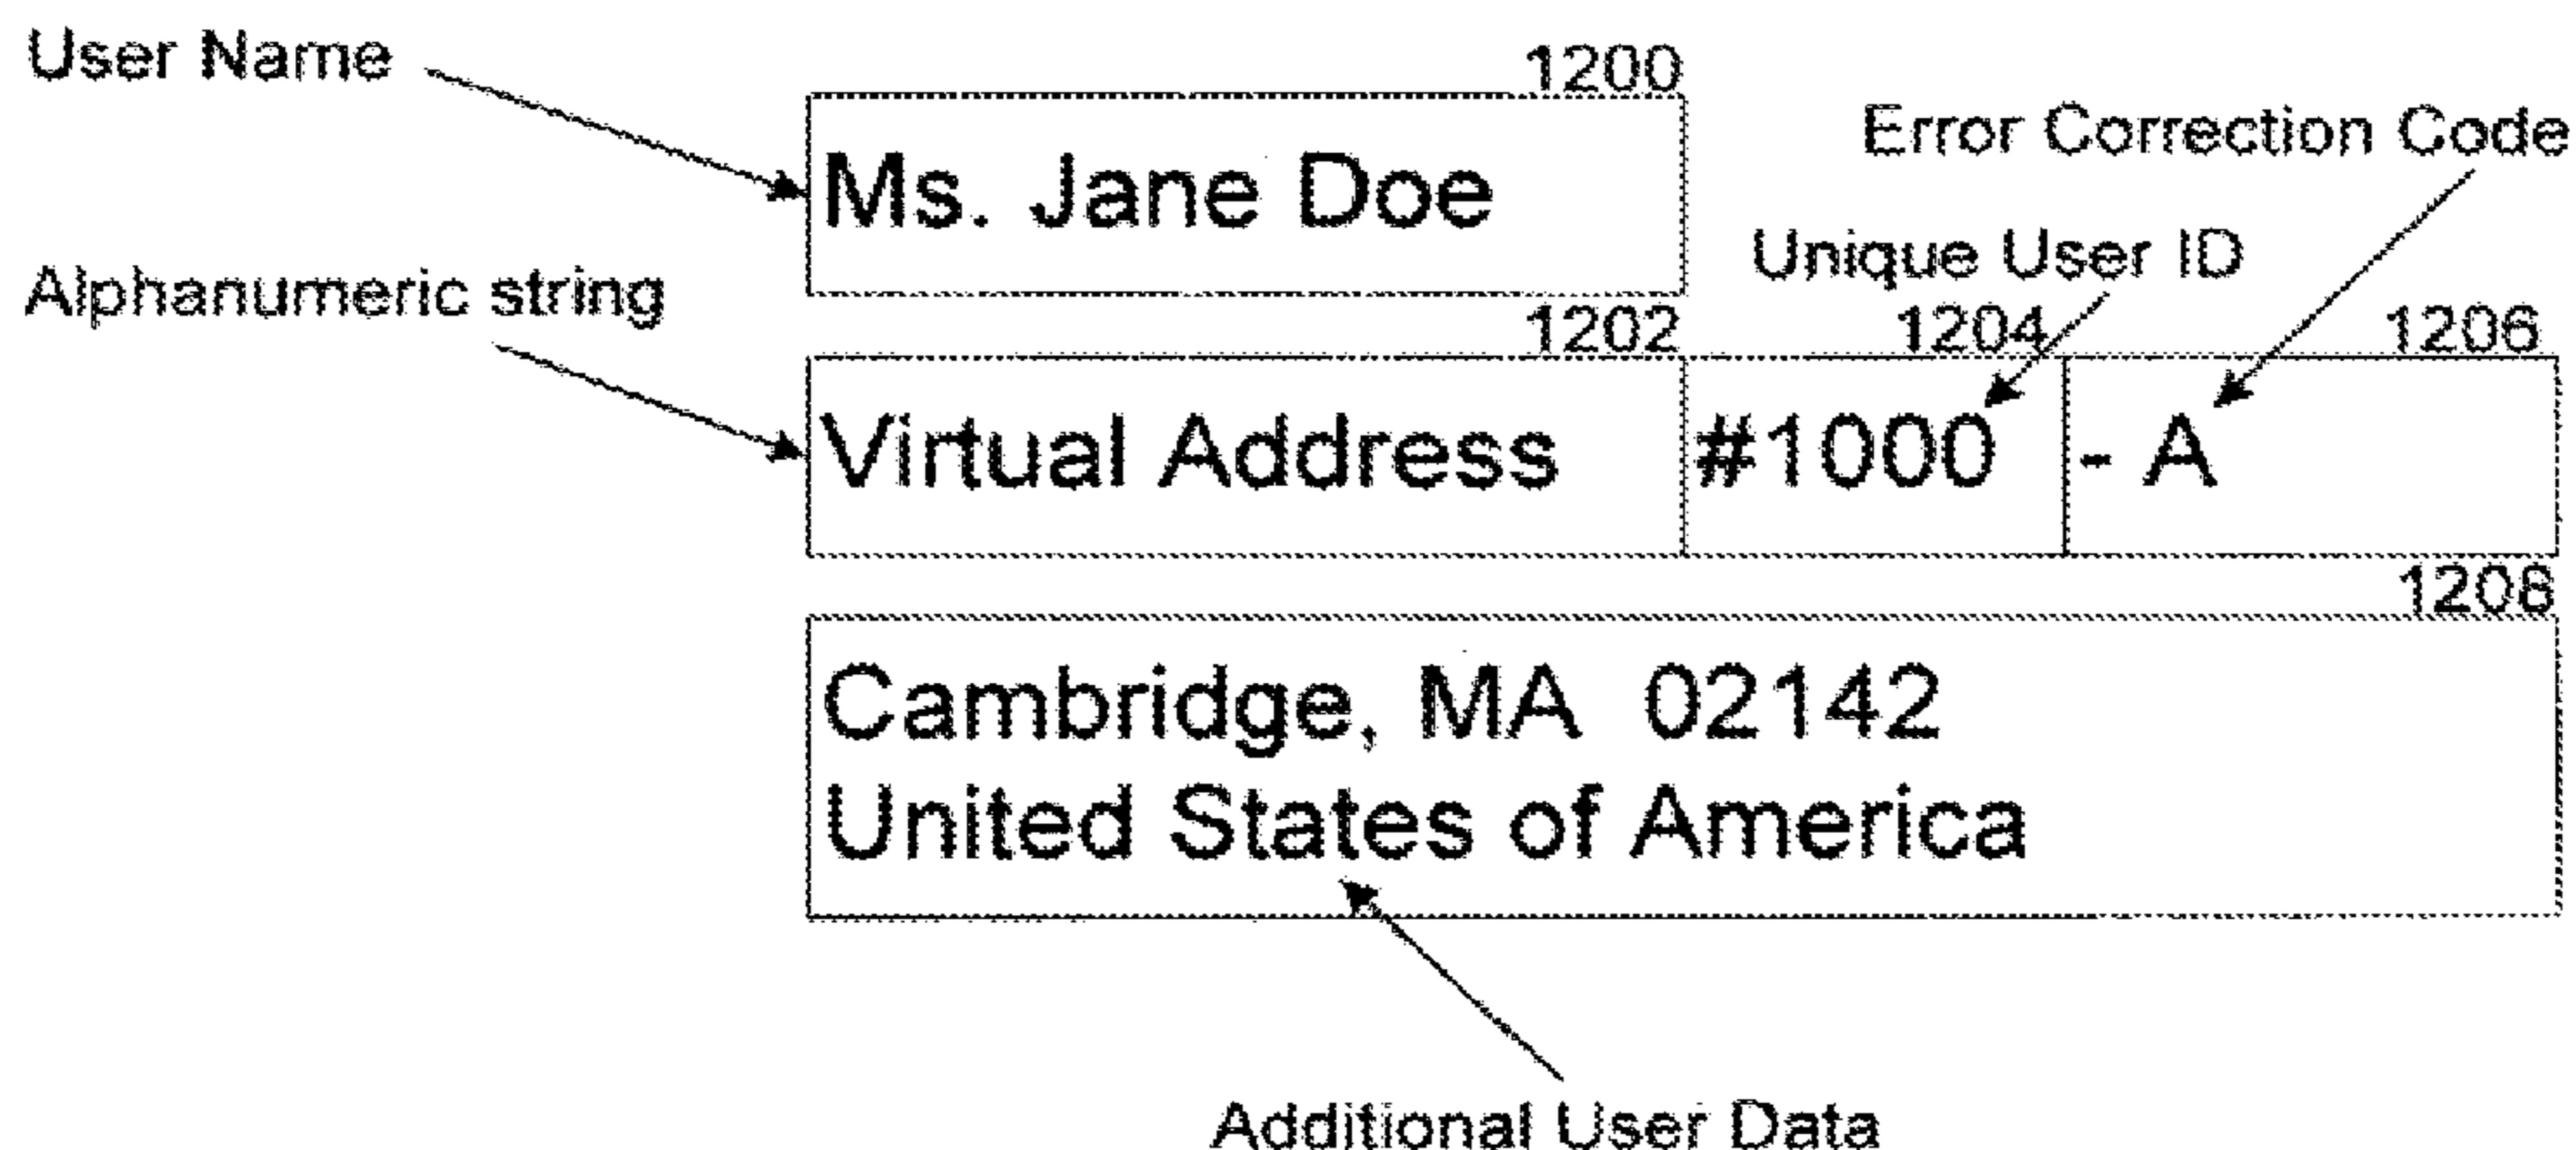 User Name
1200
Ms. Jane Doe
Error Correction Code
Unique User ID
Alphanumeric string
1202 1204 1206
Virtual Address #1000 - A
1208
Cambridge, MA 02142
United States of America
Additional User Data